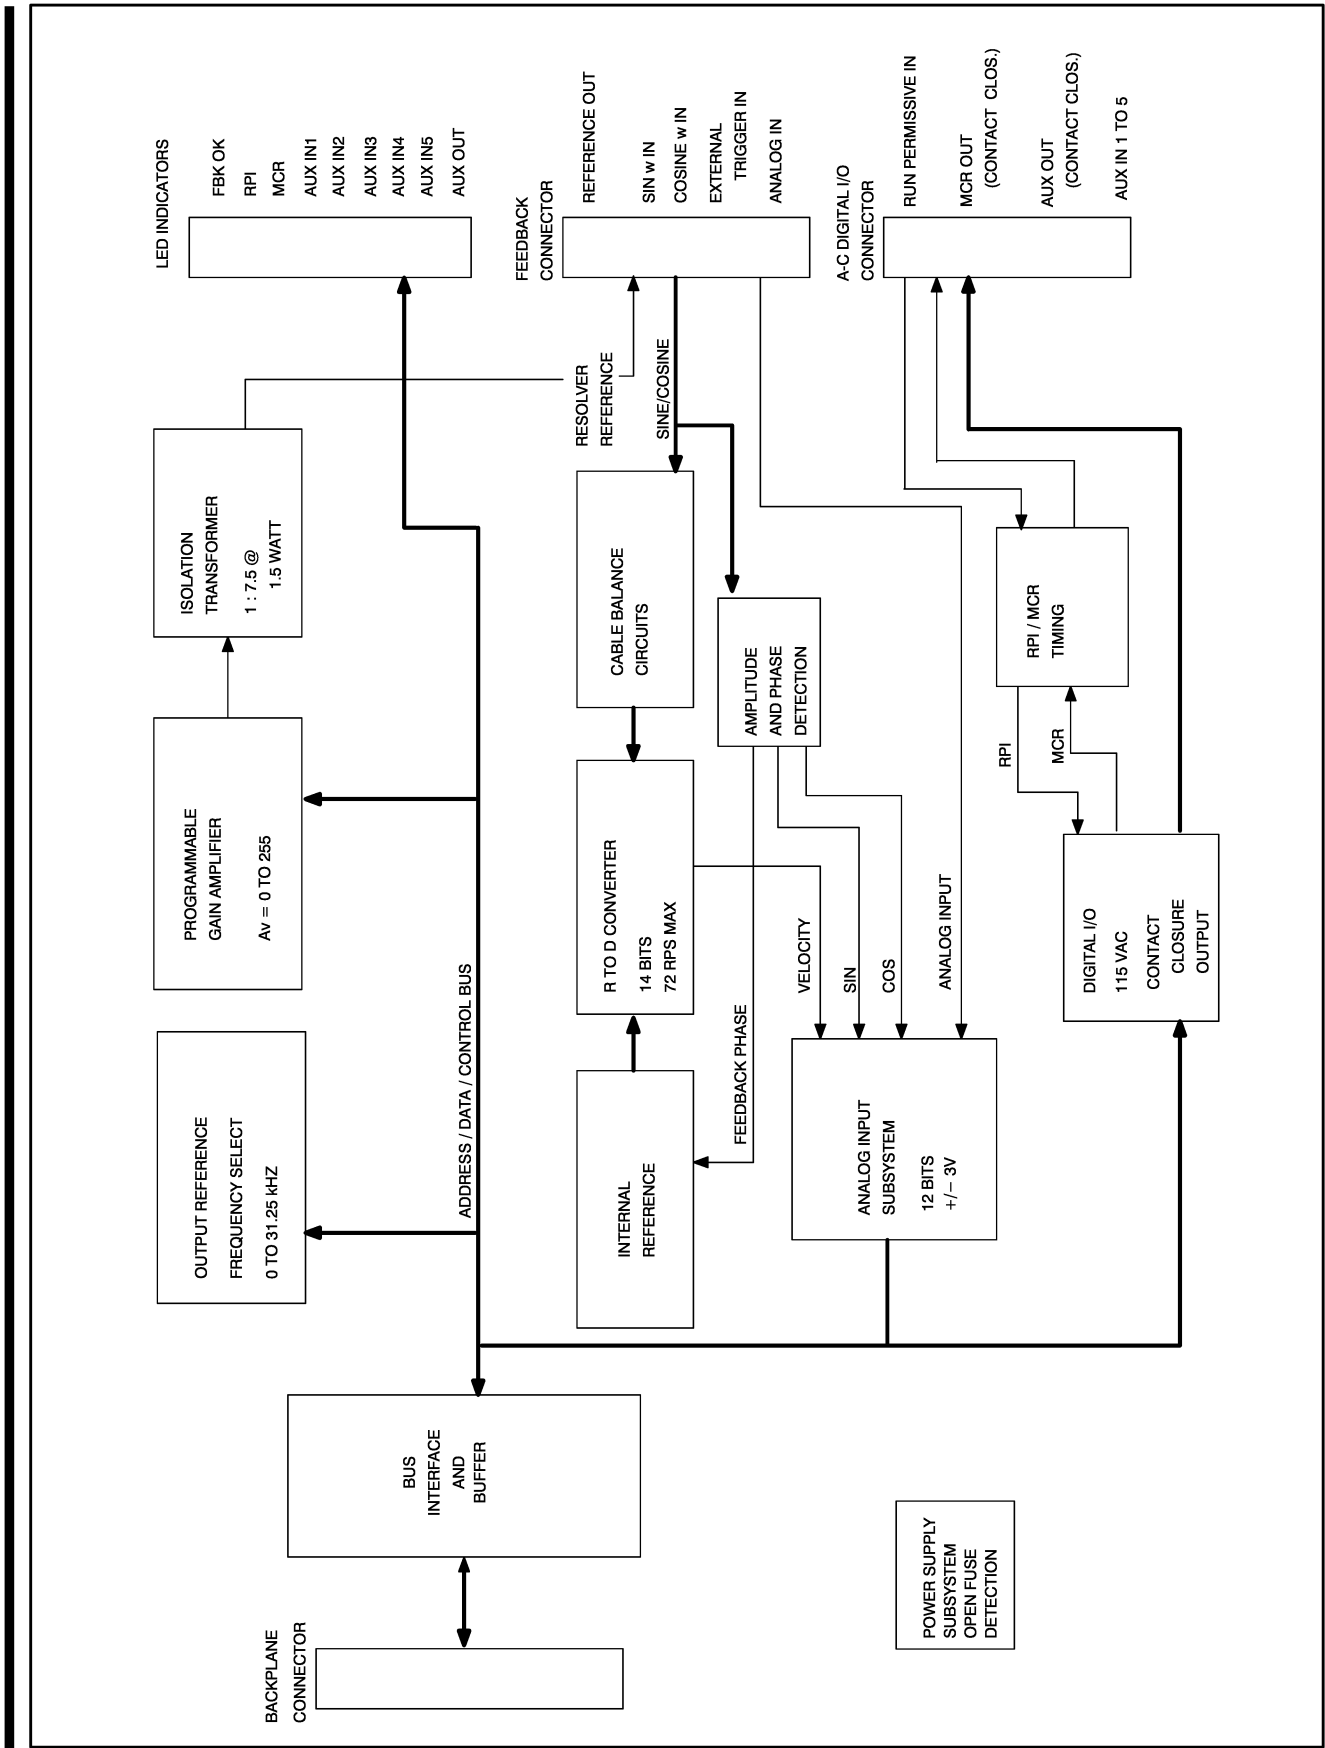 BACKPLANE
CONNECTOR
BUS
INTERFACE
AND
BUFFER
OUTPUT REFERENCE
FREQUENCY SELECT
0 TO 31.25 kHZ
PROGRAMMABLE
GAIN AMPLIFIER
Av = 0 TO 255
ISOLATION
TRANSFORMER
1 : 7.5 @
1.5 WATT
LED INDICATORS
FBK OK
RPI
MCR
AUX IN1
AUX IN2
AUX IN3
AUX IN4
AUX IN5
AUX OUT
ADDRESS / DATA / CONTROL BUS
INTERNAL
REFERENCE
R TO D CONVERTER
14 BITS
72 RPS MAX
CABLE BALANCE
CIRCUITS
RESOLVER
REFERENCE
SINE/COSINE
FEEDBACK
CONNECTOR
REFERENCE OUT
SIN w IN
COSINE w IN
EXTERNAL
TRIGGER IN
ANALOG IN
FEEDBACK PHASE
AMPLITUDE
AND PHASE
DETECTION
VELOCITY
SIN
COS
ANALOG INPUT
ANALOG INPUT
SUBSYSTEM
12 BITS
+/− 3V
A-C DIGITAL I/O
CONNECTOR
RUN PERMISSIVE IN
MCR OUT
(CONTACT CLOS.)
AUX OUT
(CONTACT CLOS.)
AUX IN 1 TO 5
RPI / MCR
TIMING
RPI
MCR
DIGITAL I/O
115 VAC
CONTACT
CLOSURE
OUTPUT
POWER SUPPLY
SUBSYSTEM
OPEN FUSE
DETECTION